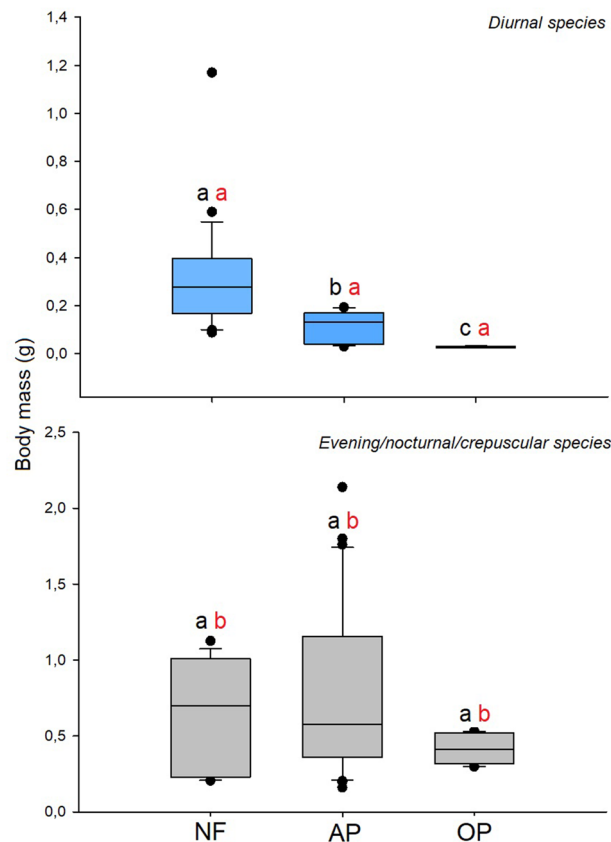 Diurnal species
1,4
1,2
1,0
0,8
0,6
0,4
0,2
0,0
a a
b a
c a
Body mass (g)
Evening/nocturnal/crepuscular species
2,5
2,0
1,5
1,0
0,5
0,0
a b
a b
a b
NF AP OP